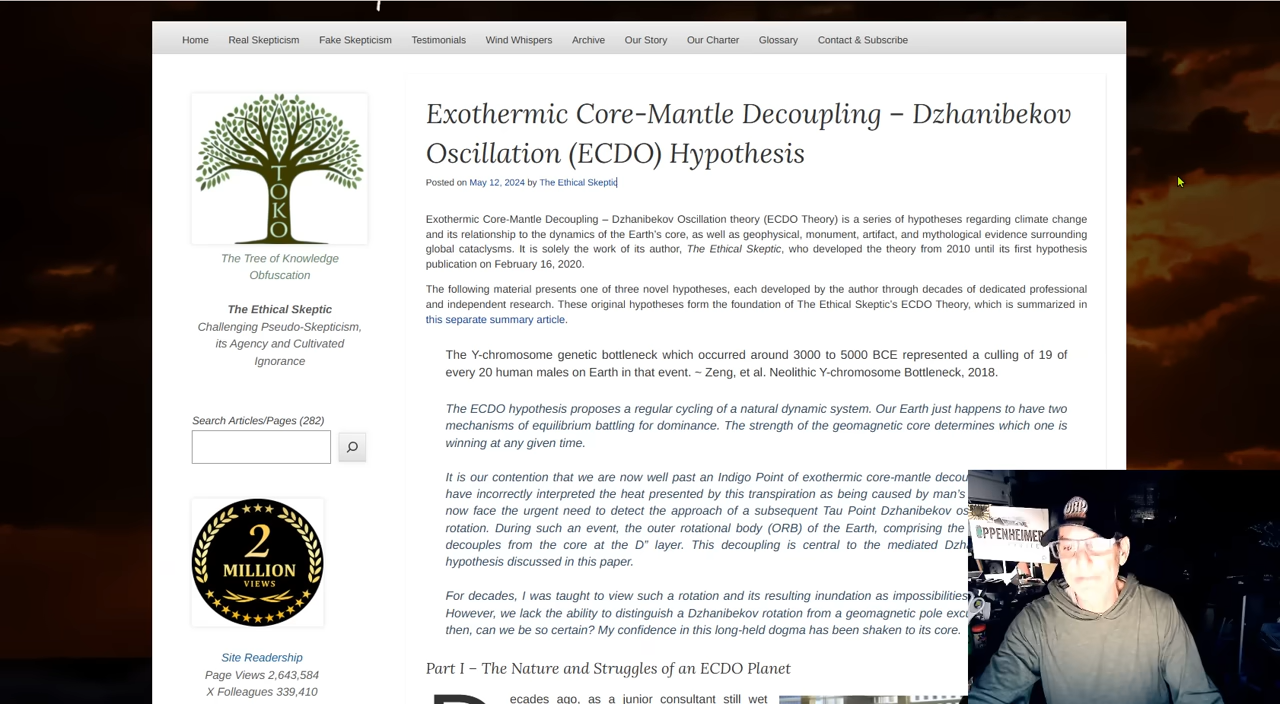 Home Real Skepticism Fake Skepticism Testimonials Wind Whispers Archive Our Story Our Charter Glossary Contact & Subscribe
TOKO
The Tree of Knowledge
Obfuscation
The Ethical Skeptic
Challenging Pseudo-Skepticism,
its Agency and Cultivated
Ignorance
Search Articles/Pages (282)
2
MILLION
VIEWS
Site Readership
Page Views 2,643,584
X Folleagues 339,410
Exothermic Core-Mantle Decoupling – Dzhanibekov
Oscillation (ECDO) Hypothesis
Posted on May 12, 2024 by The Ethical Skeptic
Exothermic Core-Mantle Decoupling – Dzhanibekov Oscillation theory (ECDO Theory) is a series of hypotheses regarding climate change
and its relationship to the dynamics of the Earth's core, as well as geophysical, monument, artifact, and mythological evidence surrounding
global cataclysms. It is solely the work of its author, The Ethical Skeptic, who developed the theory from 2010 until its first hypothesis
publication on February 16, 2020.
The following material presents one of three novel hypotheses, each developed by the author through decades of dedicated professional
and independent research. These original hypotheses form the foundation of The Ethical Skeptic's ECDO Theory, which is summarized in
this separate summary article.
The Y-chromosome genetic bottleneck which occurred around 3000 to 5000 BCE represented a culling of 19 of
every 20 human males on Earth in that event. ~ Zeng, et al. Neolithic Y-chromosome Bottleneck, 2018.
The ECDO hypothesis proposes a regular cycling of a natural dynamic system. Our Earth just happens to have two
mechanisms of equilibrium battling for dominance. The strength of the geomagnetic core determines which one is
winning at any given time.
It is our contention that we are now well past an Indigo Point of exothermic core-mantle decou
have incorrectly interpreted the heat presented by this transpiration as being caused by man's
now face the urgent need to detect the approach of a subsequent Tau Point Dzhanibekov os
rotation. During such an event, the outer rotational body (ORB) of the Earth, comprising the
decouples from the core at the D" layer. This decoupling is central to the mediated Dzh
hypothesis discussed in this paper.
For decades, I was taught to view such a rotation and its resulting inundation as impossibilities
However, we lack the ability to distinguish a Dzhanibekov rotation from a geomagnetic pole exc
then, can we be so certain? My confidence in this long-held dogma has been shaken to its core.
Part I – The Nature and Struggles of an ECDO Planet
ecades ago, as a junior consultant still wet
PPENHEIMER